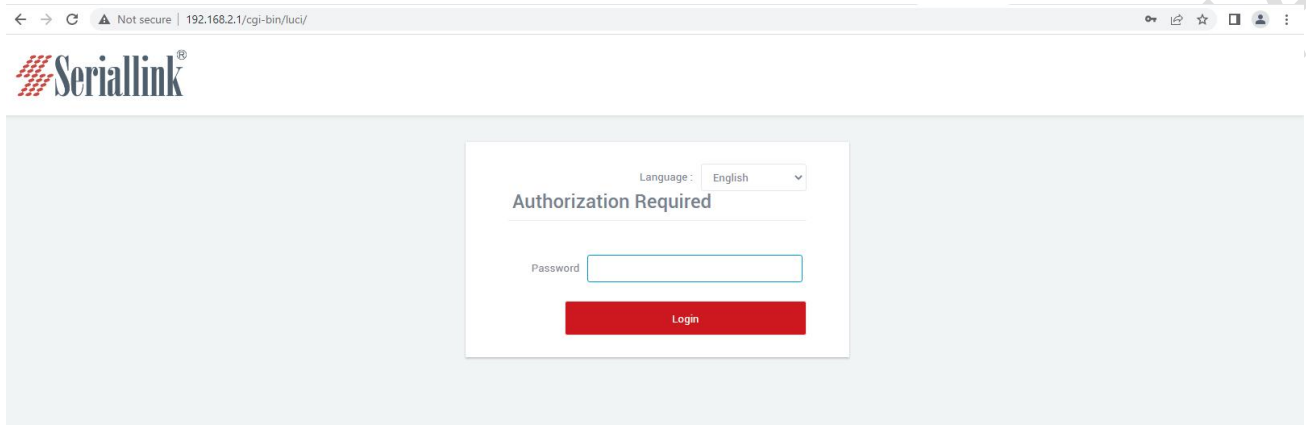 Not secure | 192.168.2.1/cgi-bin/luci/
Seriallink®
Language : English
Authorization Required
Password
Login